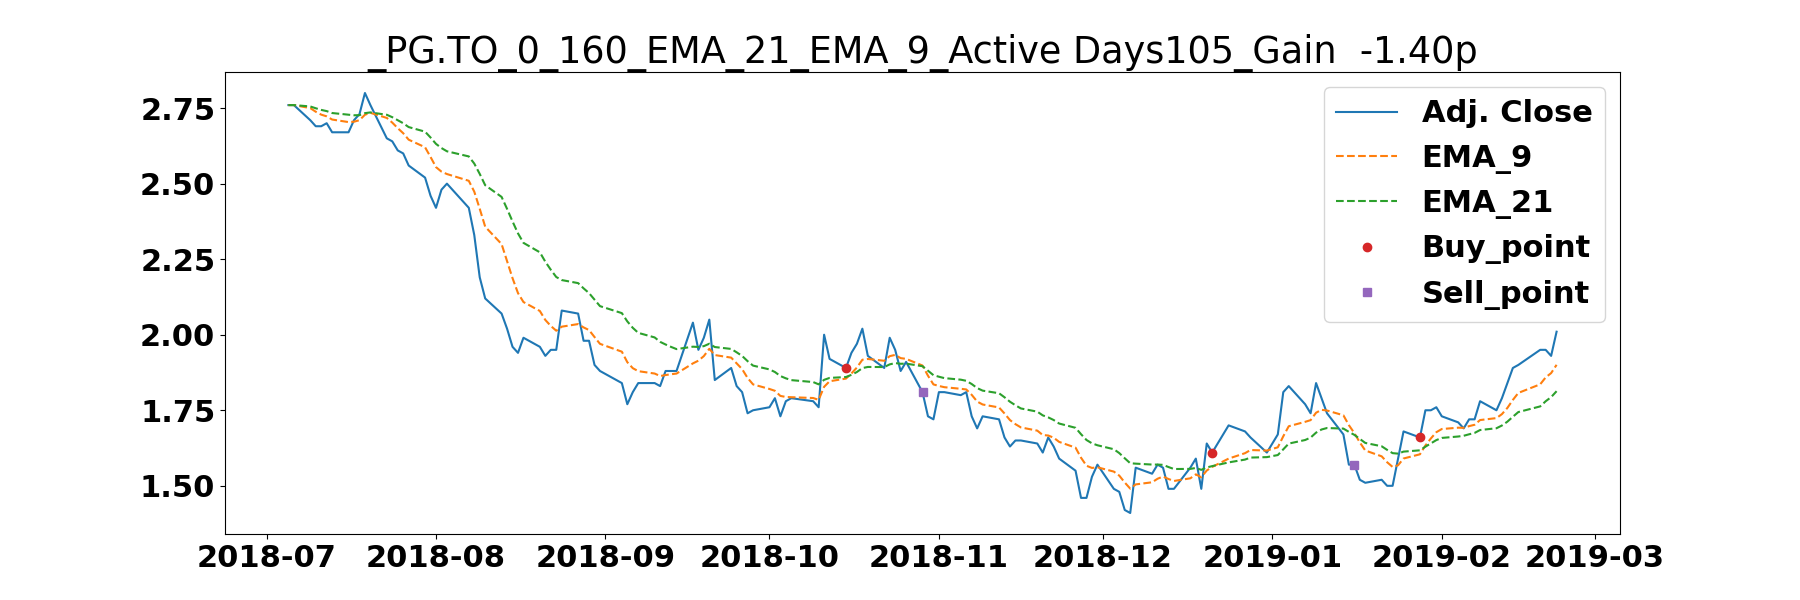 _PG.TO_0_160_EMA_21_EMA_9_Active Days105_Gain  -1.40p
2.75
2.50
2.25
2.00
1.75
1.50
Adj. Close
EMA_9
EMA_21
Buy_point
Sell_point
2018-07 2018-08 2018-09 2018-10 2018-11 2018-12 2019-01 2019-02 2019-03